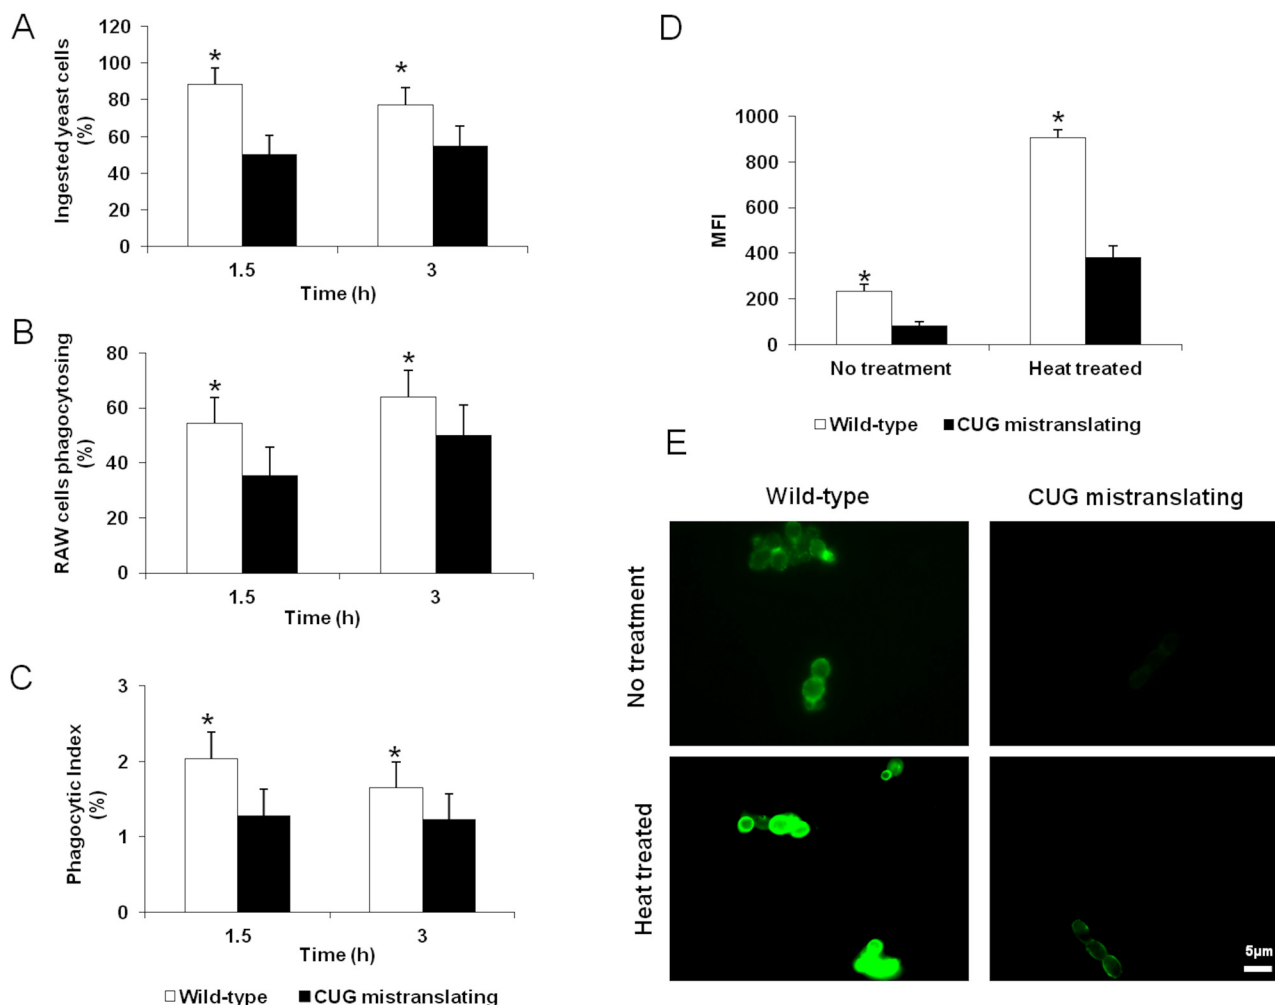 A
Ingested yeast cells
(%)
120
100
80
60
40
20
0
*
*
1.5
3
Time (h)
B
RAW cells phagocytosing
(%)
80
60
40
20
0
*
*
1.5
3
Time (h)
C
Phagocytic Index
(%)
3
2
1
0
*
*
1.5
3
Time (h)
Wild-type
CUG mistranslating
D
MFI
1000
800
600
400
200
0
*
*
No treatment
Heat treated
Wild-type
CUG mistranslating
E
Wild-type
CUG mistranslating
No treatment
Heat treated
5µm